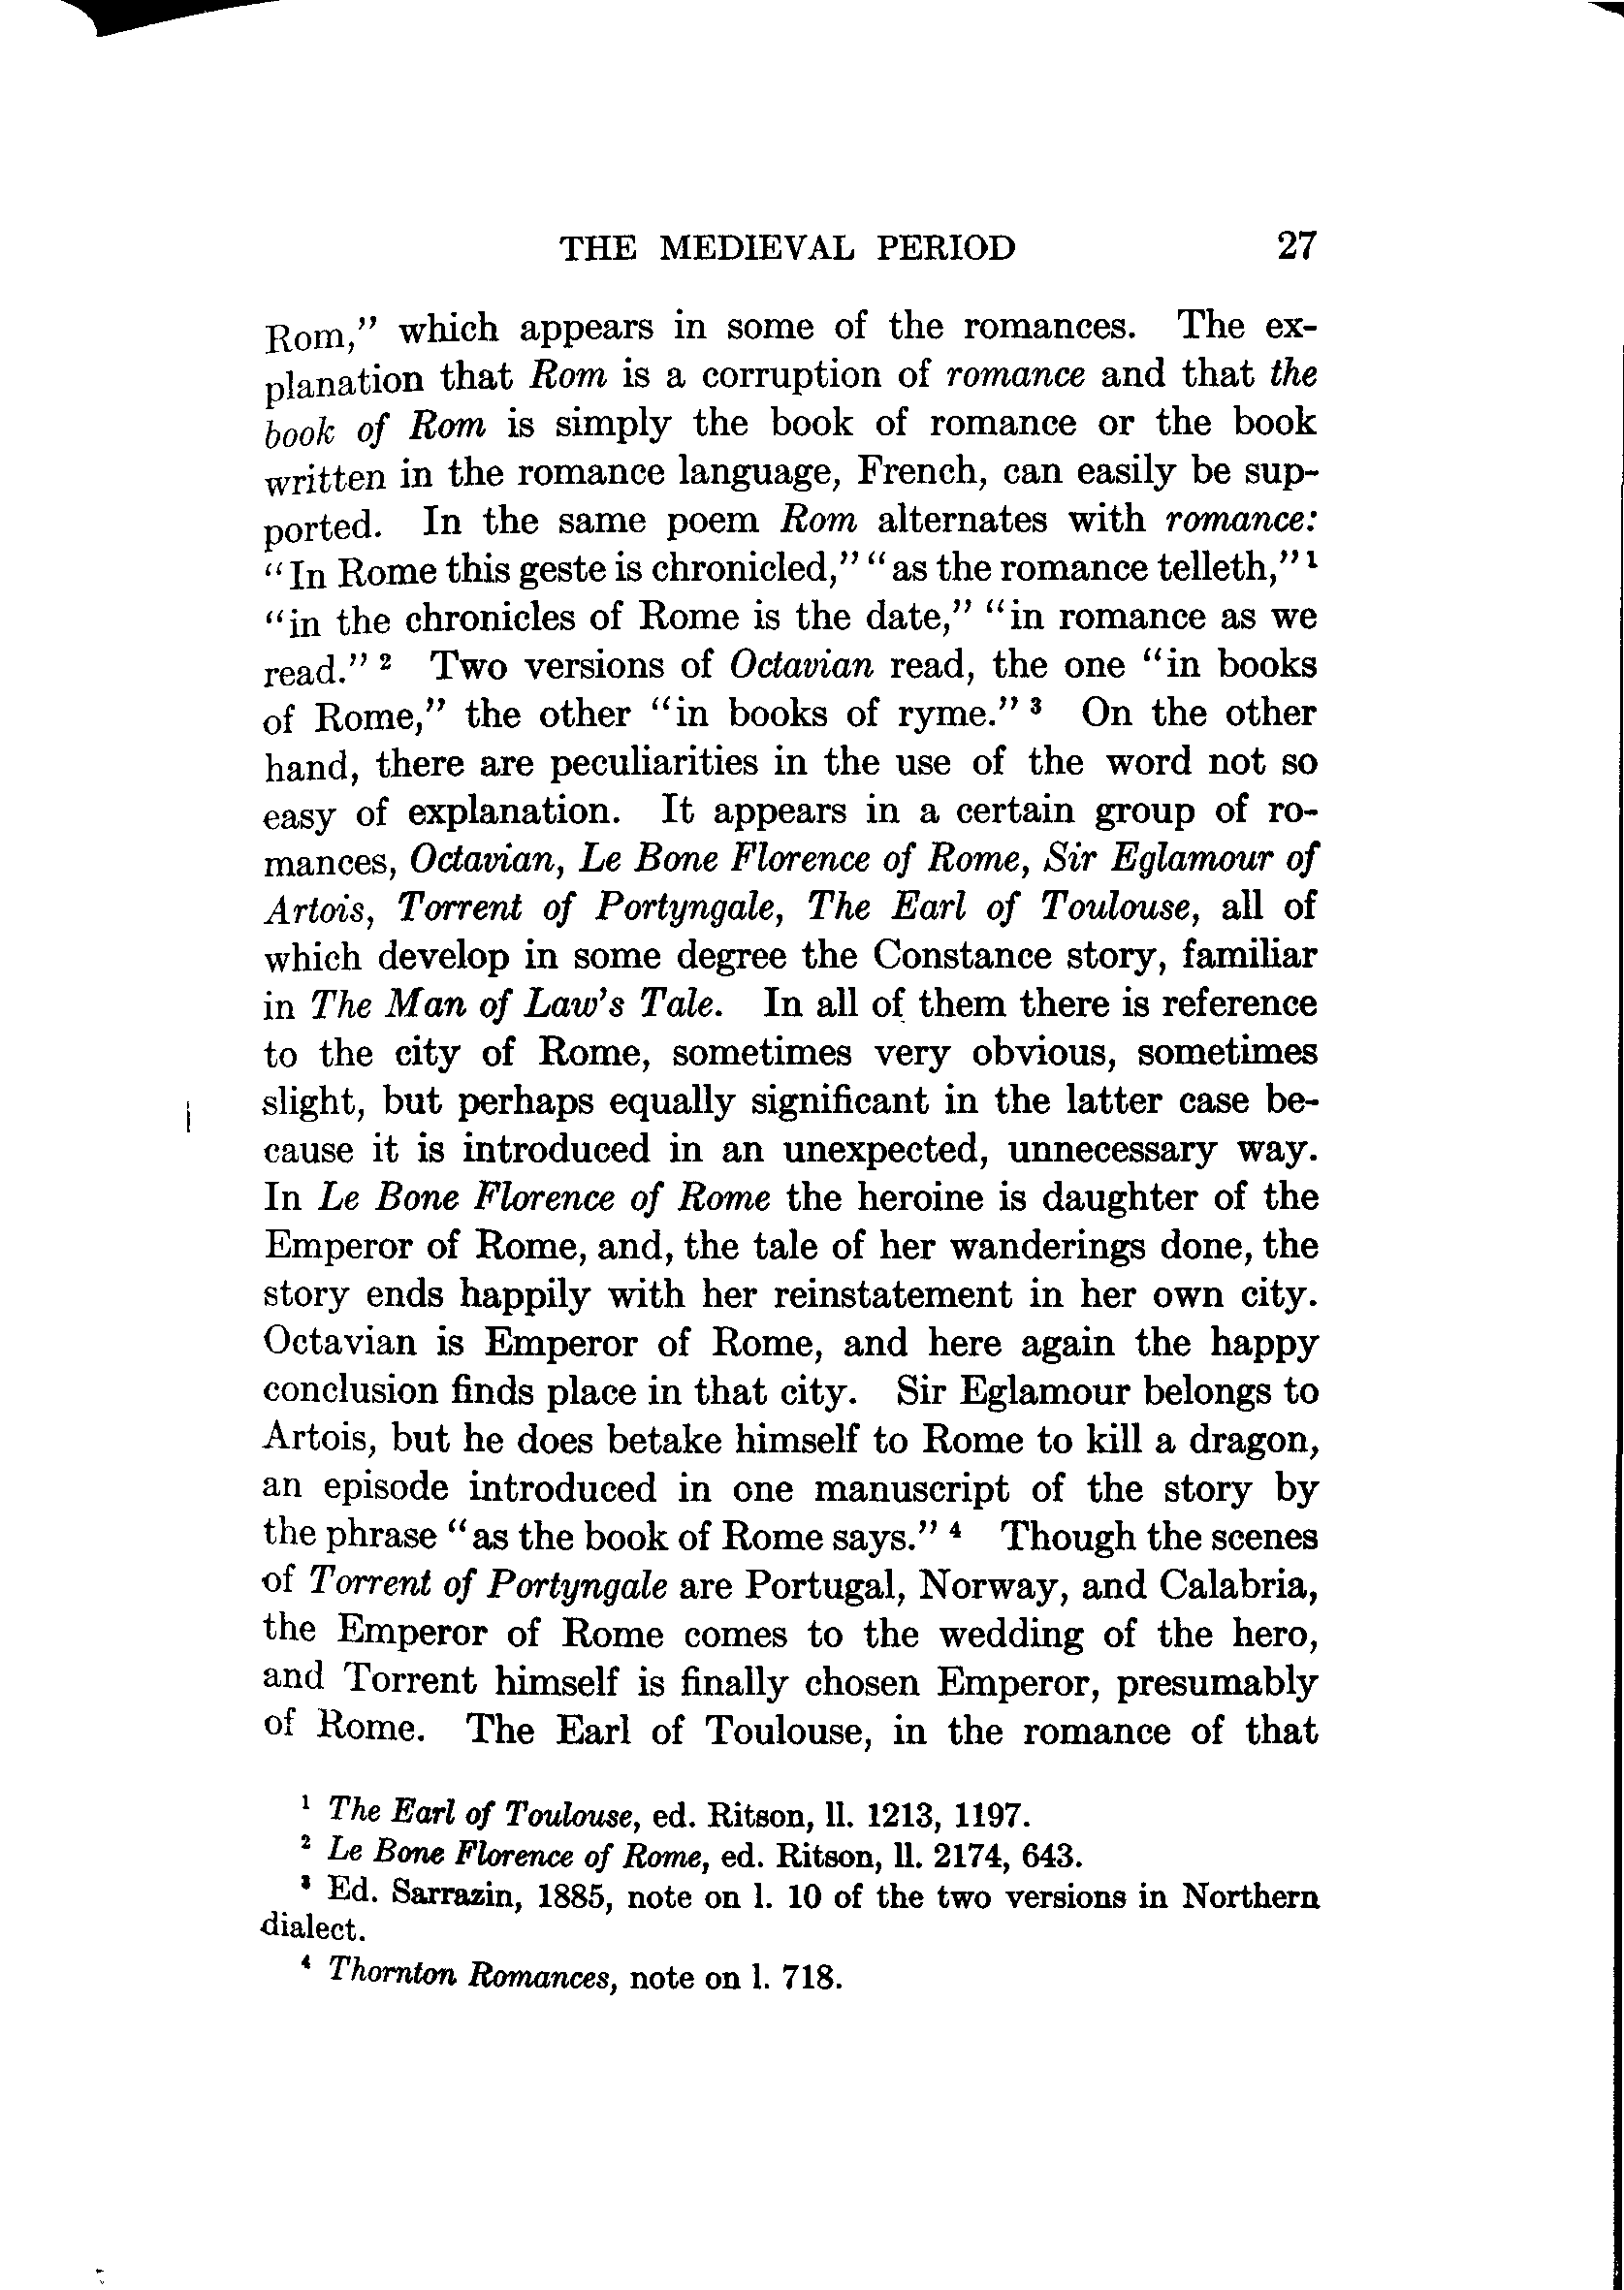 THE MEDIEVAL PERIOD 27
Rom," which appears in some of the romances. The ex-
planation that Rom is a corruption of romance and that the
book of Rom is simply the book of romance or the book
written in the romance language, French, can easily be sup-
ported. In the same poem Rom alternates with romance:
"In Rome this geste is chronicled," "as the romance telleth,"¹
"in the chronicles of Rome is the date," "in romance as we
read." ² Two versions of Octavian read, the one "in books
of Rome," the other "in books of ryme." ³ On the other
hand, there are peculiarities in the use of the word not so
easy of explanation. It appears in a certain group of ro-
mances, Octavian, Le Bone Florence of Rome, Sir Eglamour of
Artois, Torrent of Portyngale, The Earl of Toulouse, all of
which develop in some degree the Constance story, familiar
in The Man of Law's Tale. In all of them there is reference
to the city of Rome, sometimes very obvious, sometimes
slight, but perhaps equally significant in the latter case be-
cause it is introduced in an unexpected, unnecessary way.
In Le Bone Florence of Rome the heroine is daughter of the
Emperor of Rome, and, the tale of her wanderings done, the
story ends happily with her reinstatement in her own city.
Octavian is Emperor of Rome, and here again the happy
conclusion finds place in that city. Sir Eglamour belongs to
Artois, but he does betake himself to Rome to kill a dragon,
an episode introduced in one manuscript of the story by
the phrase "as the book of Rome says." ⁴ Though the scenes
of Torrent of Portyngale are Portugal, Norway, and Calabria,
the Emperor of Rome comes to the wedding of the hero,
and Torrent himself is finally chosen Emperor, presumably
of Rome. The Earl of Toulouse, in the romance of that
¹ The Earl of Toulouse, ed. Ritson, ll. 1213, 1197.
² Le Bone Florence of Rome, ed. Ritson, ll. 2174, 643.
³ Ed. Sarrazin, 1885, note on l. 10 of the two versions in Northern
dialect.
⁴ Thornton Romances, note on l. 718.